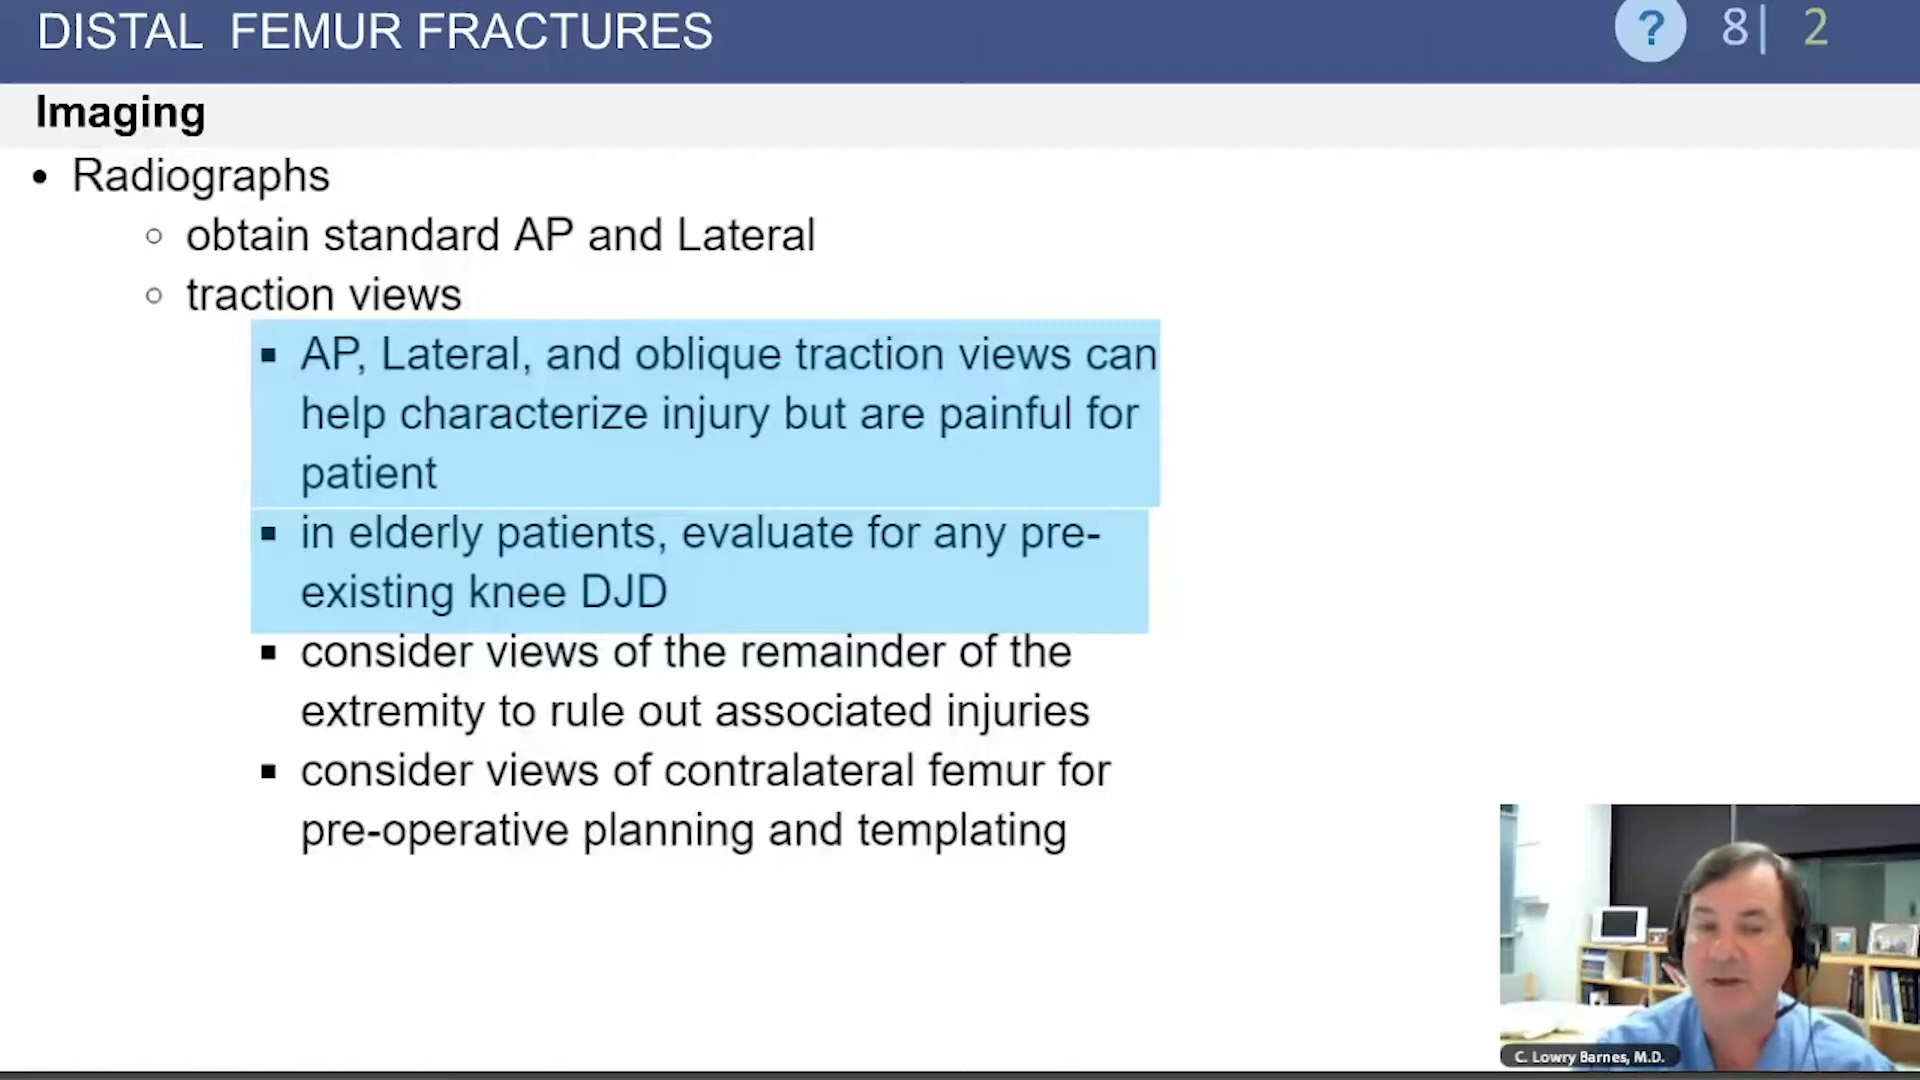 DISTAL FEMUR FRACTURES
? 8| 2
Imaging
• Radiographs
○ obtain standard AP and Lateral
○ traction views
▪ AP, Lateral, and oblique traction views can
help characterize injury but are painful for
patient
▪ in elderly patients, evaluate for any pre-
existing knee DJD
▪ consider views of the remainder of the
extremity to rule out associated injuries
▪ consider views of contralateral femur for
pre-operative planning and templating
C. Lowry Barnes, M.D.